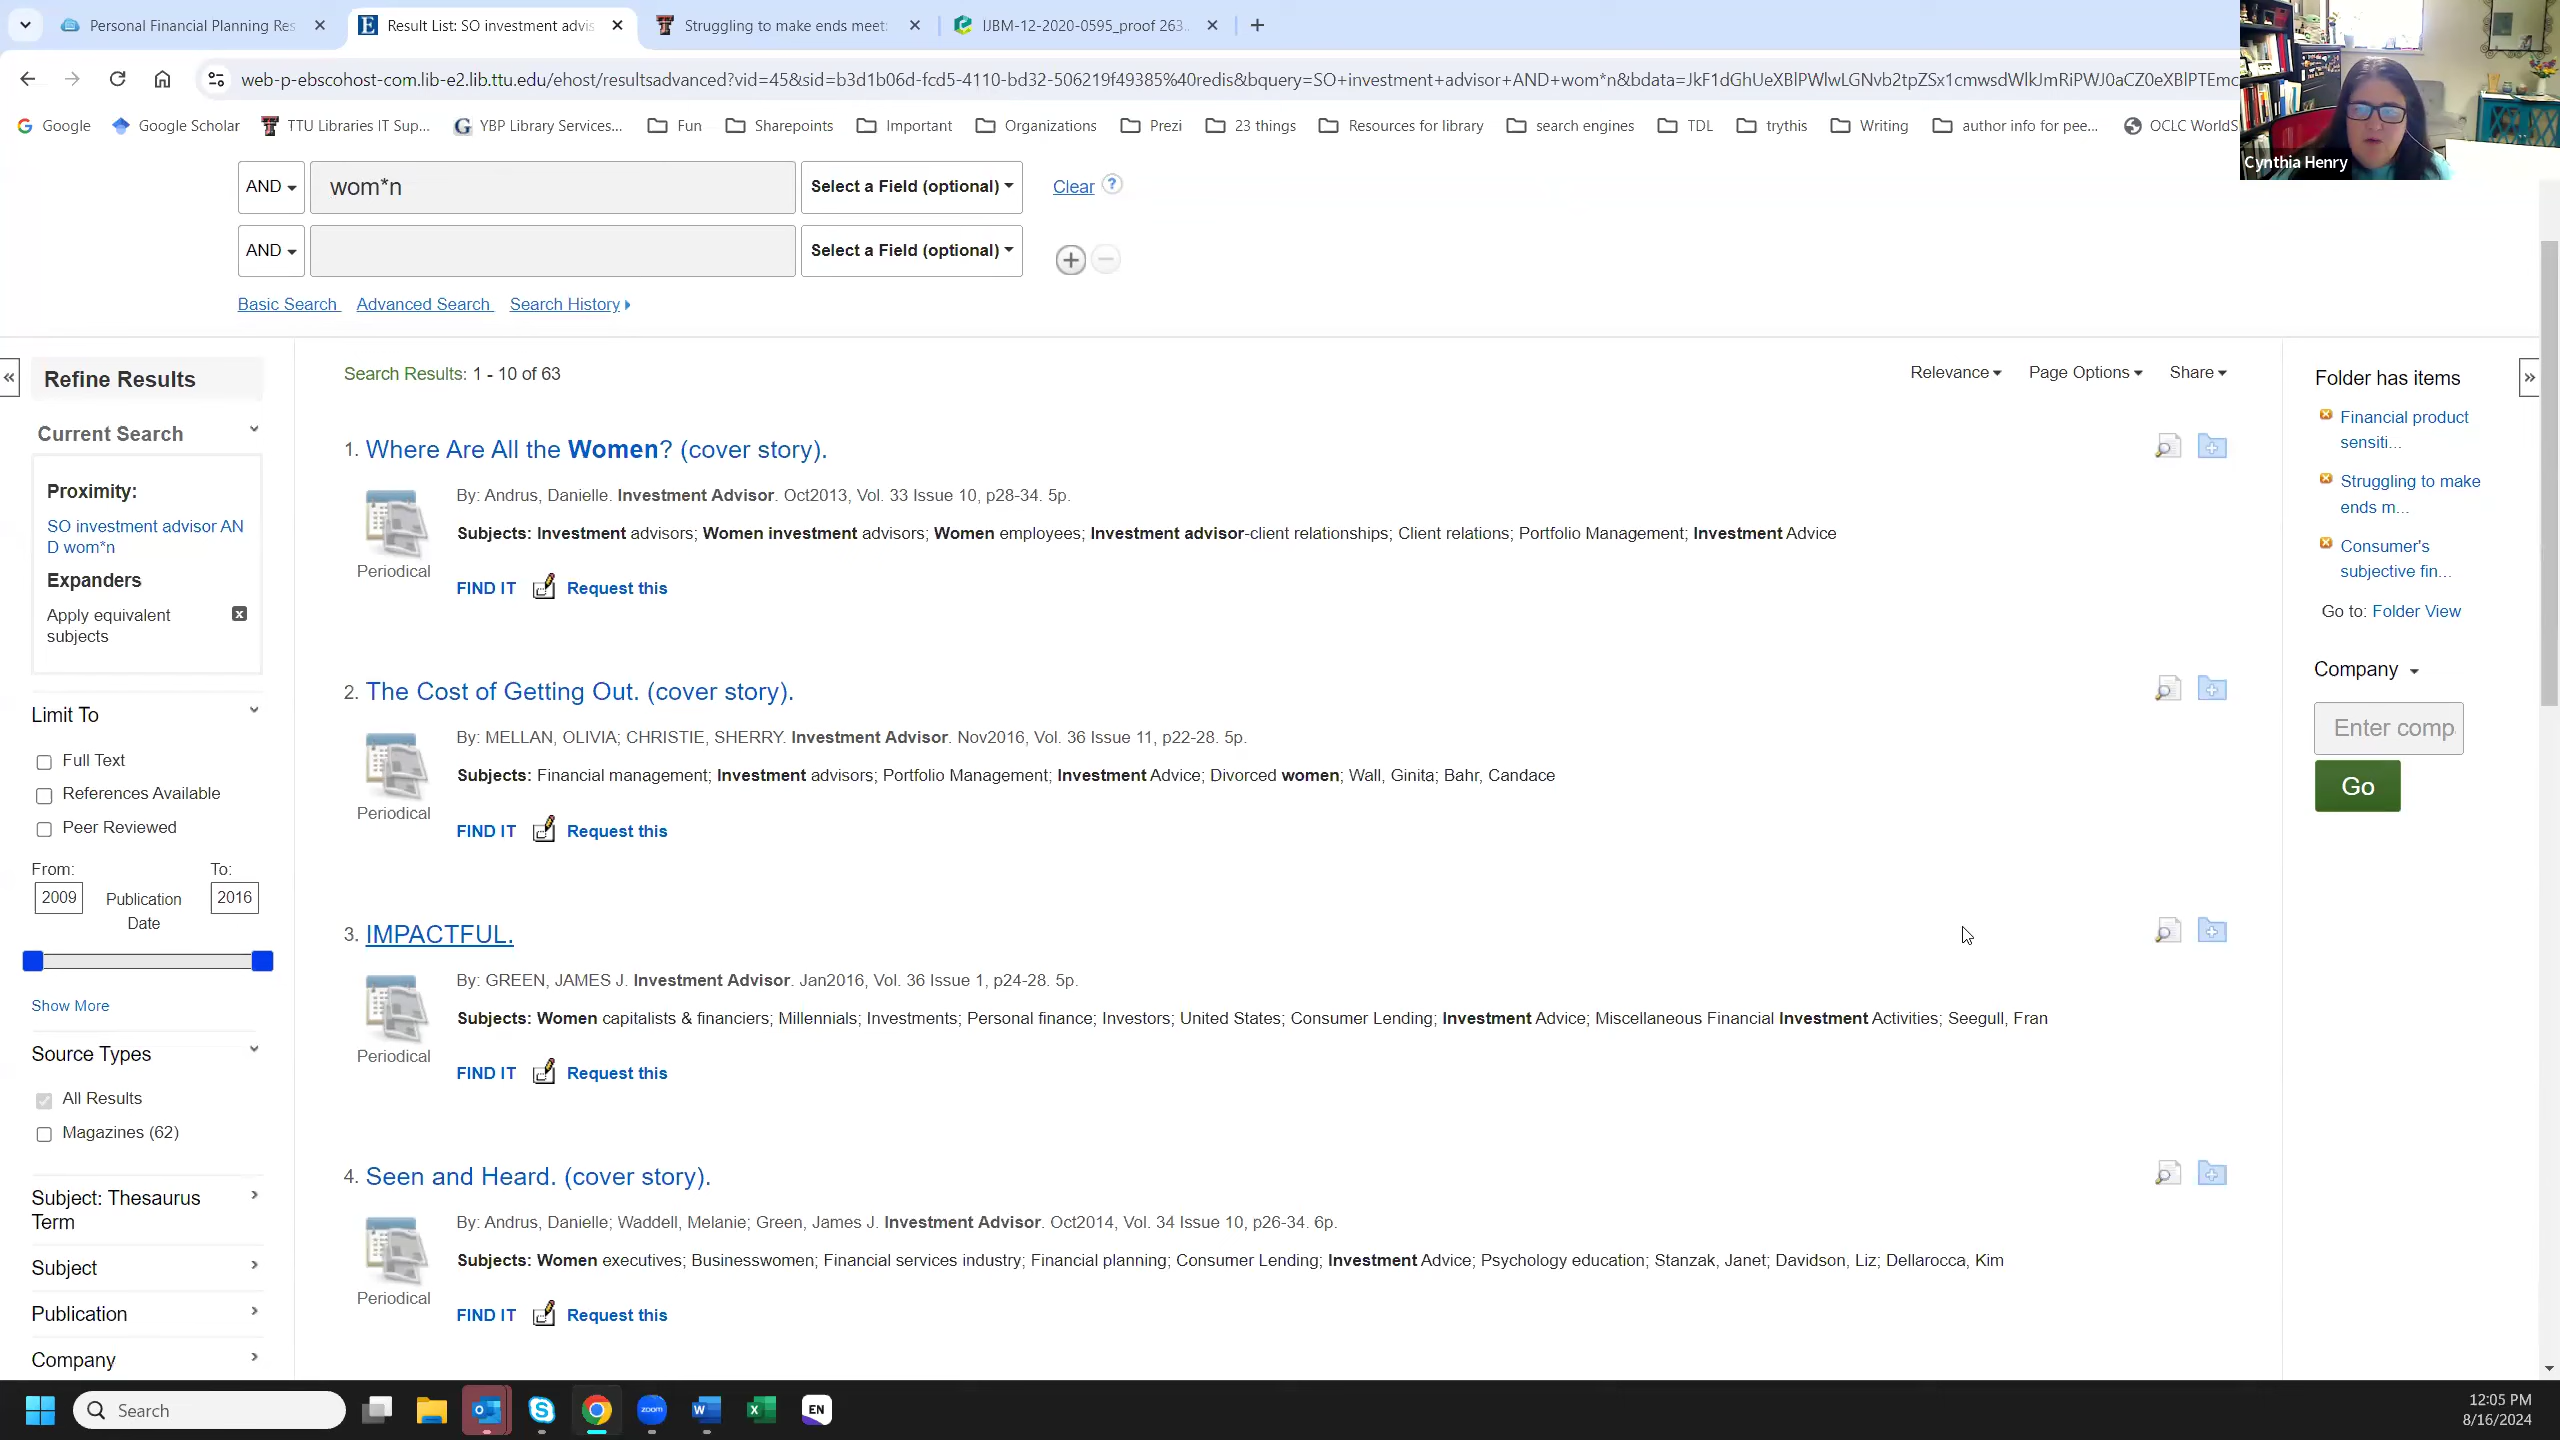 Personal Financial Planning Res
Result List: SO investment advis
Struggling to make ends meet:
IJBM-12-2020-0595_proof 263..
web-p-ebscohost-com.lib-e2.lib.ttu.edu/ehost/resultsadvanced?vid=45&sid=b3d1b06d-fcd5-4110-bd32-506219f49385%40redis&bquery=SO+investment+advisor+AND+wom*n&bdata=
Google
Google Scholar
TTU Libraries IT Sup...
YBP Library Services...
Fun
Sharepoints
Important
Organizations
Prezi
23 things
Resources for library
search engines
TDL
trythis
Writing
author info for pee...
OCLC WorldS
Cynthia Henry
AND wom*n Select a Field (optional) Clear ?
AND Select a Field (optional)
Basic Search Advanced Search Search History
Refine Results
Current Search
Proximity:
SO investment advisor AN
D wom*n
Expanders
Apply equivalent
subjects
Limit To
Full Text
References Available
Peer Reviewed
From: To:
2009 Publication 2016
Date
Show More
Source Types
All Results
Magazines (62)
Subject: Thesaurus
Term
Subject
Publication
Company
Search Results: 1 - 10 of 63
Relevance Page Options Share
1. Where Are All the Women? (cover story).
By: Andrus, Danielle. Investment Advisor. Oct2013, Vol. 33 Issue 10, p28-34. 5p.
Subjects: Investment advisors; Women investment advisors; Women employees; Investment advisor-client relationships; Client relations; Portfolio Management; Investment Advice
Periodical
FIND IT Request this
2. The Cost of Getting Out. (cover story).
By: MELLAN, OLIVIA; CHRISTIE, SHERRY. Investment Advisor. Nov2016, Vol. 36 Issue 11, p22-28. 5p.
Subjects: Financial management; Investment advisors; Portfolio Management; Investment Advice; Divorced women; Wall, Ginita; Bahr, Candace
Periodical
FIND IT Request this
3. IMPACTFUL.
By: GREEN, JAMES J. Investment Advisor. Jan2016, Vol. 36 Issue 1, p24-28. 5p.
Subjects: Women capitalists & financiers; Millennials; Investments; Personal finance; Investors; United States; Consumer Lending; Investment Advice; Miscellaneous Financial Investment Activities; Seegull, Fran
Periodical
FIND IT Request this
4. Seen and Heard. (cover story).
By: Andrus, Danielle; Waddell, Melanie; Green, James J. Investment Advisor. Oct2014, Vol. 34 Issue 10, p26-34. 6p.
Subjects: Women executives; Businesswomen; Financial services industry; Financial planning; Consumer Lending; Investment Advice; Psychology education; Stanzak, Janet; Davidson, Liz; Dellarocca, Kim
Periodical
FIND IT Request this
Folder has items
Financial product
sensiti...
Struggling to make
ends m...
Consumer's
subjective fin...
Go to: Folder View
Company
Enter comp
Go
Search
zoom
EN
12:05 PM
8/16/2024